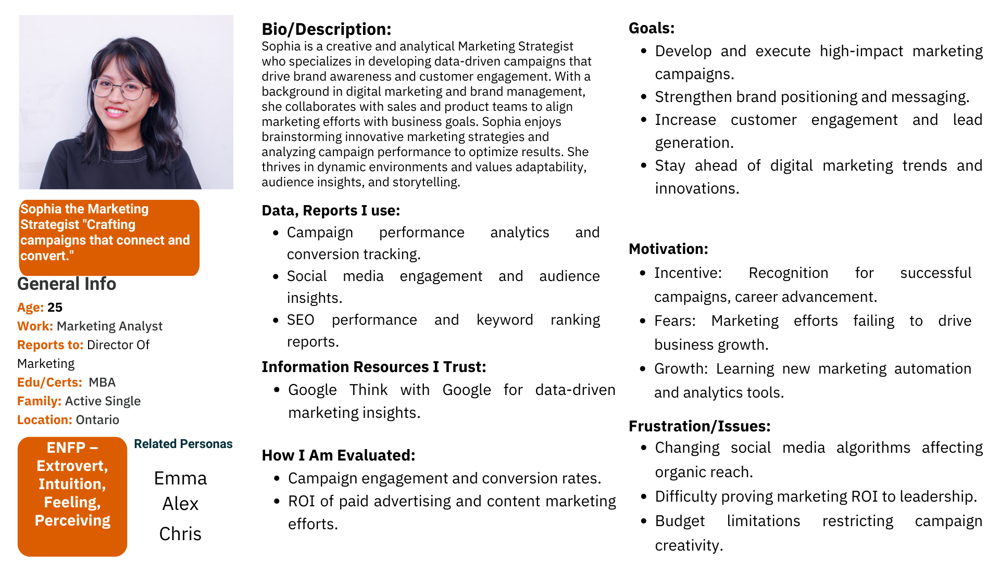 Sophia the Marketing
Strategist "Crafting
campaigns that connect and
convert."
General Info
Age: 25
Work: Marketing Analyst
Reports to: Director Of
Marketing
Edu/Certs: MBA
Family: Active Single
Location: Ontario
ENFP –
Extrovert,
Intuition,
Feeling,
Perceiving
Related Personas
Emma
Alex
Chris
Bio/Description:
Sophia is a creative and analytical Marketing Strategist
who specializes in developing data-driven campaigns that
drive brand awareness and customer engagement. With a
background in digital marketing and brand management,
she collaborates with sales and product teams to align
marketing efforts with business goals. Sophia enjoys
brainstorming innovative marketing strategies and
analyzing campaign performance to optimize results. She
thrives in dynamic environments and values adaptability,
audience insights, and storytelling.
Data, Reports I use:
• Campaign performance analytics and
conversion tracking.
• Social media engagement and audience
insights.
• SEO performance and keyword ranking
reports.
Information Resources I Trust:
• Google Think with Google for data-driven
marketing insights.
How I Am Evaluated:
• Campaign engagement and conversion rates.
• ROI of paid advertising and content marketing
efforts.
Goals:
• Develop and execute high-impact marketing
campaigns.
• Strengthen brand positioning and messaging.
• Increase customer engagement and lead
generation.
• Stay ahead of digital marketing trends and
innovations.
Motivation:
• Incentive: Recognition for successful
campaigns, career advancement.
• Fears: Marketing efforts failing to drive
business growth.
• Growth: Learning new marketing automation
and analytics tools.
Frustration/Issues:
• Changing social media algorithms affecting
organic reach.
• Difficulty proving marketing ROI to leadership.
• Budget limitations restricting campaign
creativity.